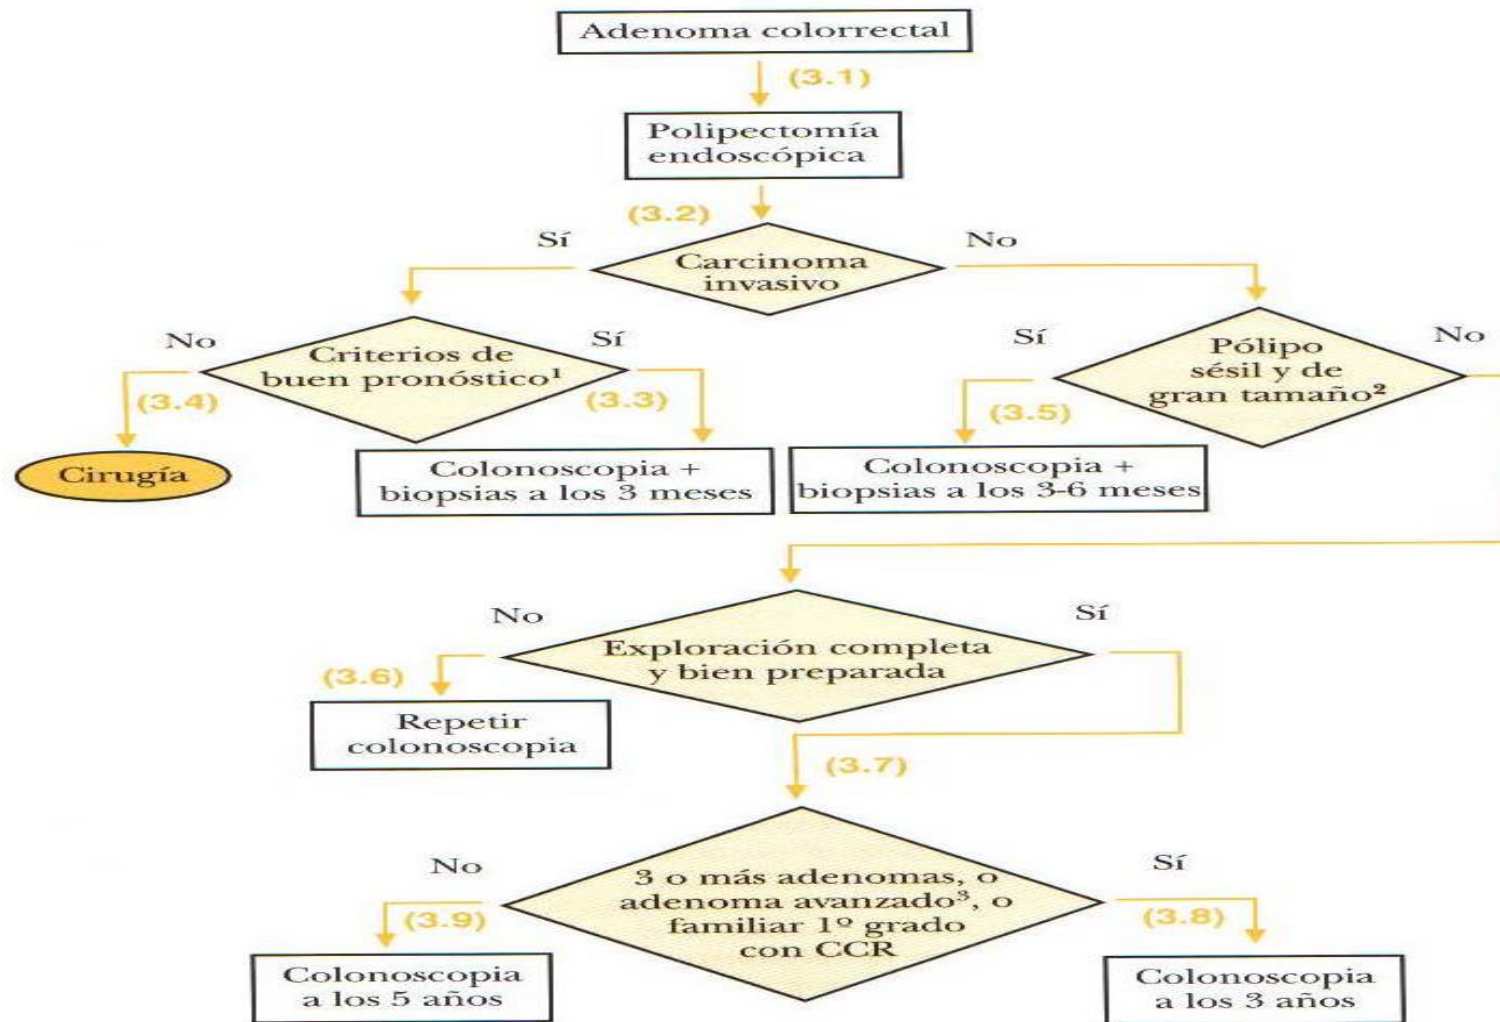 Adenoma colorrectal
(3.1)
Polipectomía
endoscópica
(3.2)
Sí
No
Carcinoma
invasivo
No
Criterios de
buen pronóstico¹
Sí
(3.4)
(3.3)
Sí
Pólipo
sésil y de
gran tamaño²
No
(3.5)
Cirugía
Colonoscopia +
biopsias a los 3 meses
Colonoscopia +
biopsias a los 3-6 meses
No
Sí
Exploración completa
y bien preparada
(3.6)
Repetir
colonoscopia
(3.7)
No
Sí
3 o más adenomas, o
adenoma avanzado³, o
familiar 1º grado
con CCR
(3.9)
(3.8)
Colonoscopia
a los 5 años
Colonoscopia
a los 3 años